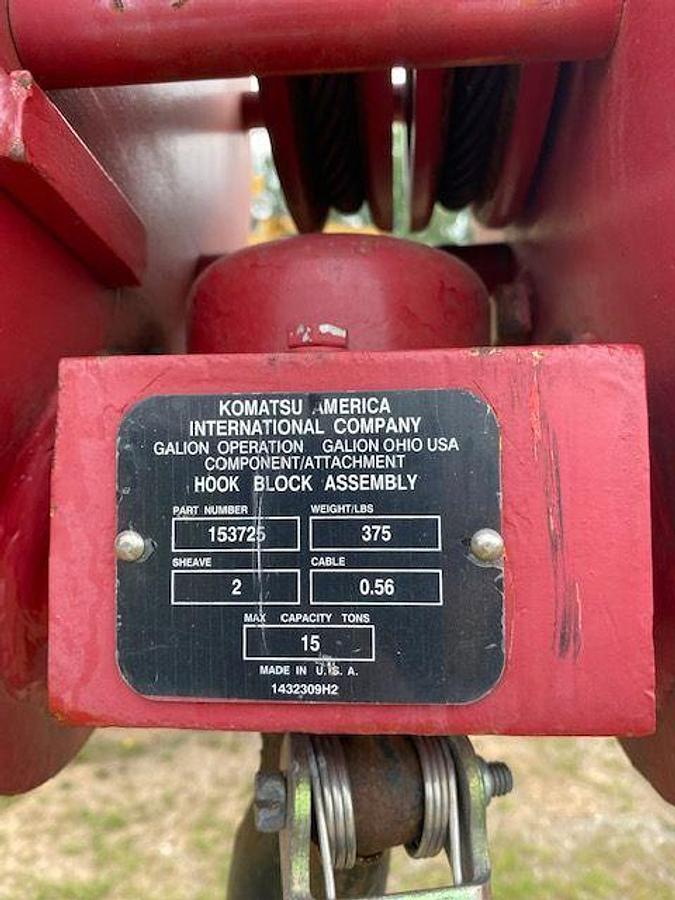 KOMATSU AMERICA
INTERNATIONAL COMPANY
GALION OPERATION GALION OHIO USA
COMPONENT/ATTACHMENT
HOOK BLOCK ASSEMBLY
PART NUMBER WEIGHT/LBS
153725 375
SHEAVE CABLE
2 0.56
MAX CAPACITY TONS
15
MADE IN U.S.A.
1432309H2